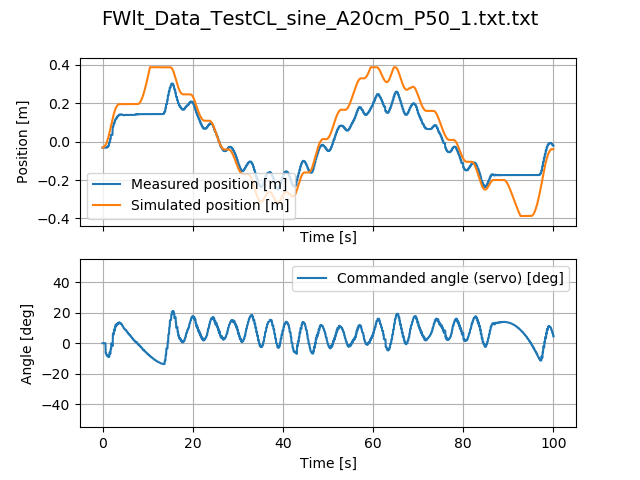 FWlt_Data_TestCL_sine_A20cm_P50_1.txt.txt
Position [m]
0.4
0.2
0.0
−0.2
−0.4
Measured position [m]
Simulated position [m]
Time [s]
Angle [deg]
40
20
0
−20
−40
Commanded angle (servo) [deg]
0
20
40
60
80
100
Time [s]